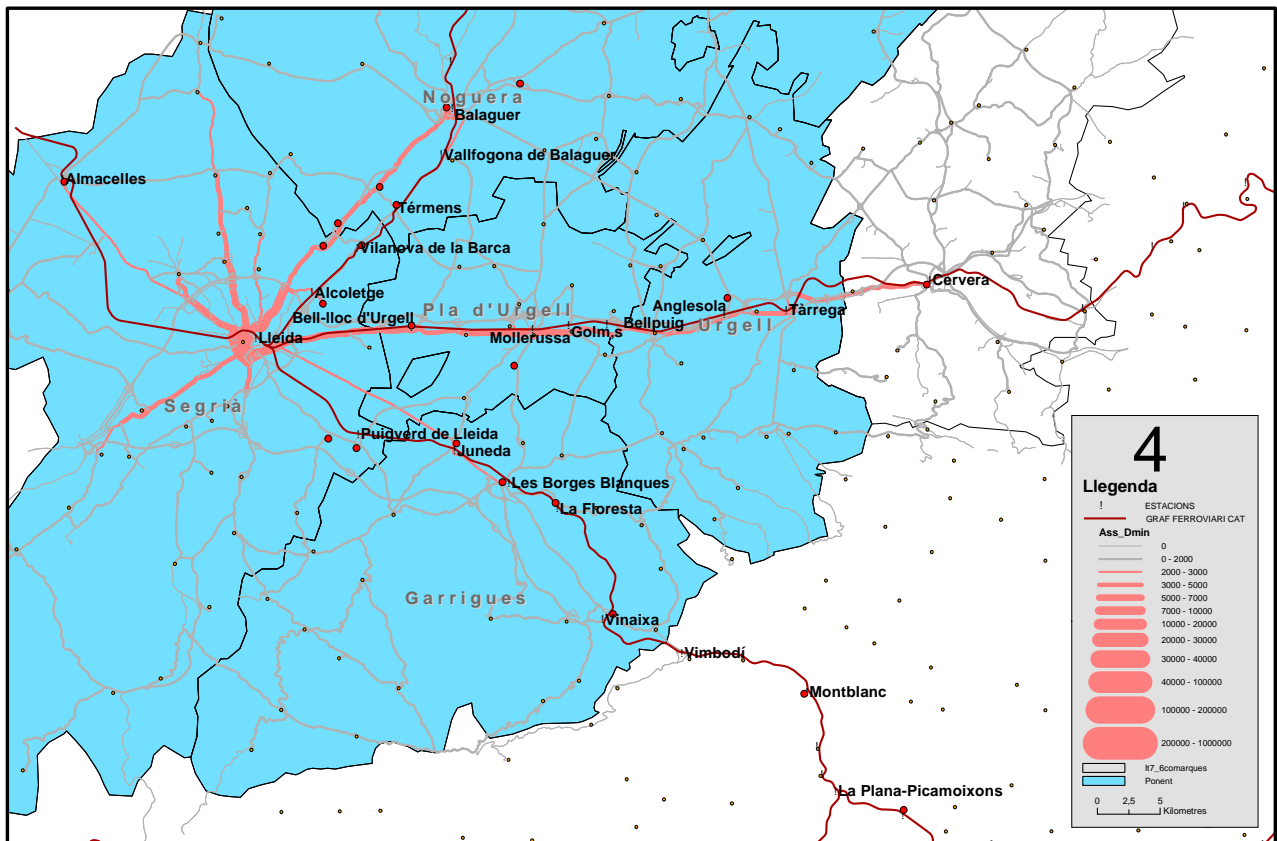 Noguera
Balaguer
Vallfogona de Balaguer
Almacelles
Térmens
Vilanova de la Barca
Cervera
Alcoletge
Pla d'Urgell
Anglesola
Tàrrega
Bell-lloc d'Urgell
Bellpuig
Urgell
Lleida
Mollerussa
Golm,s
Segrià
Puigverd de Lleida
Juneda
Les Borges Blanques
La Floresta
Garrigues
Vinaixa
Vimbodí
Montblanc
La Plana-Picamoixons
4
Llegenda
! ESTACIONS
GRAF FERROVIARI CAT
Ass_Dmin
0
0 - 2000
2000 - 3000
3000 - 5000
5000 - 7000
7000 - 10000
10000 - 20000
20000 - 30000
30000 - 40000
40000 - 100000
100000 - 200000
200000 - 1000000
lt7_6comarques
Ponent
0 2,5 5
Kilometres